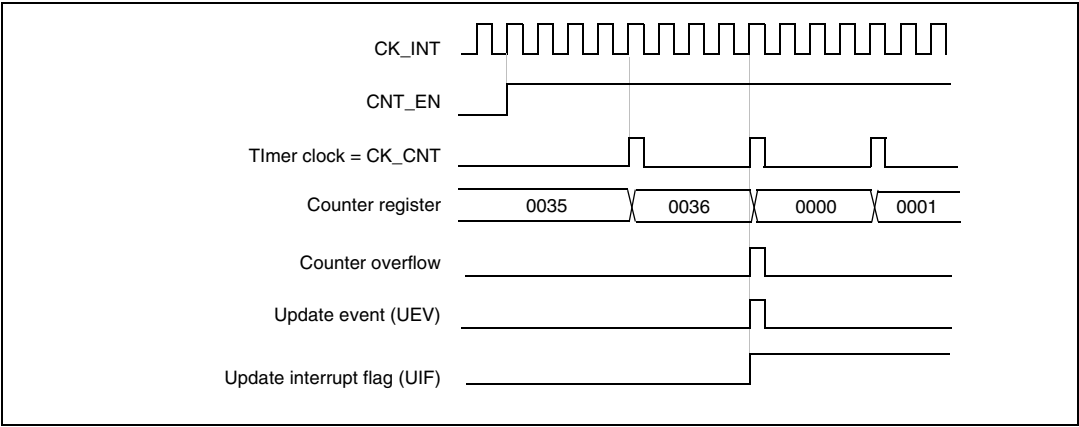 CK_INT
CNT_EN
TImer clock = CK_CNT
Counter register 0035 0036 0000 0001
Counter overflow
Update event (UEV)
Update interrupt flag (UIF)